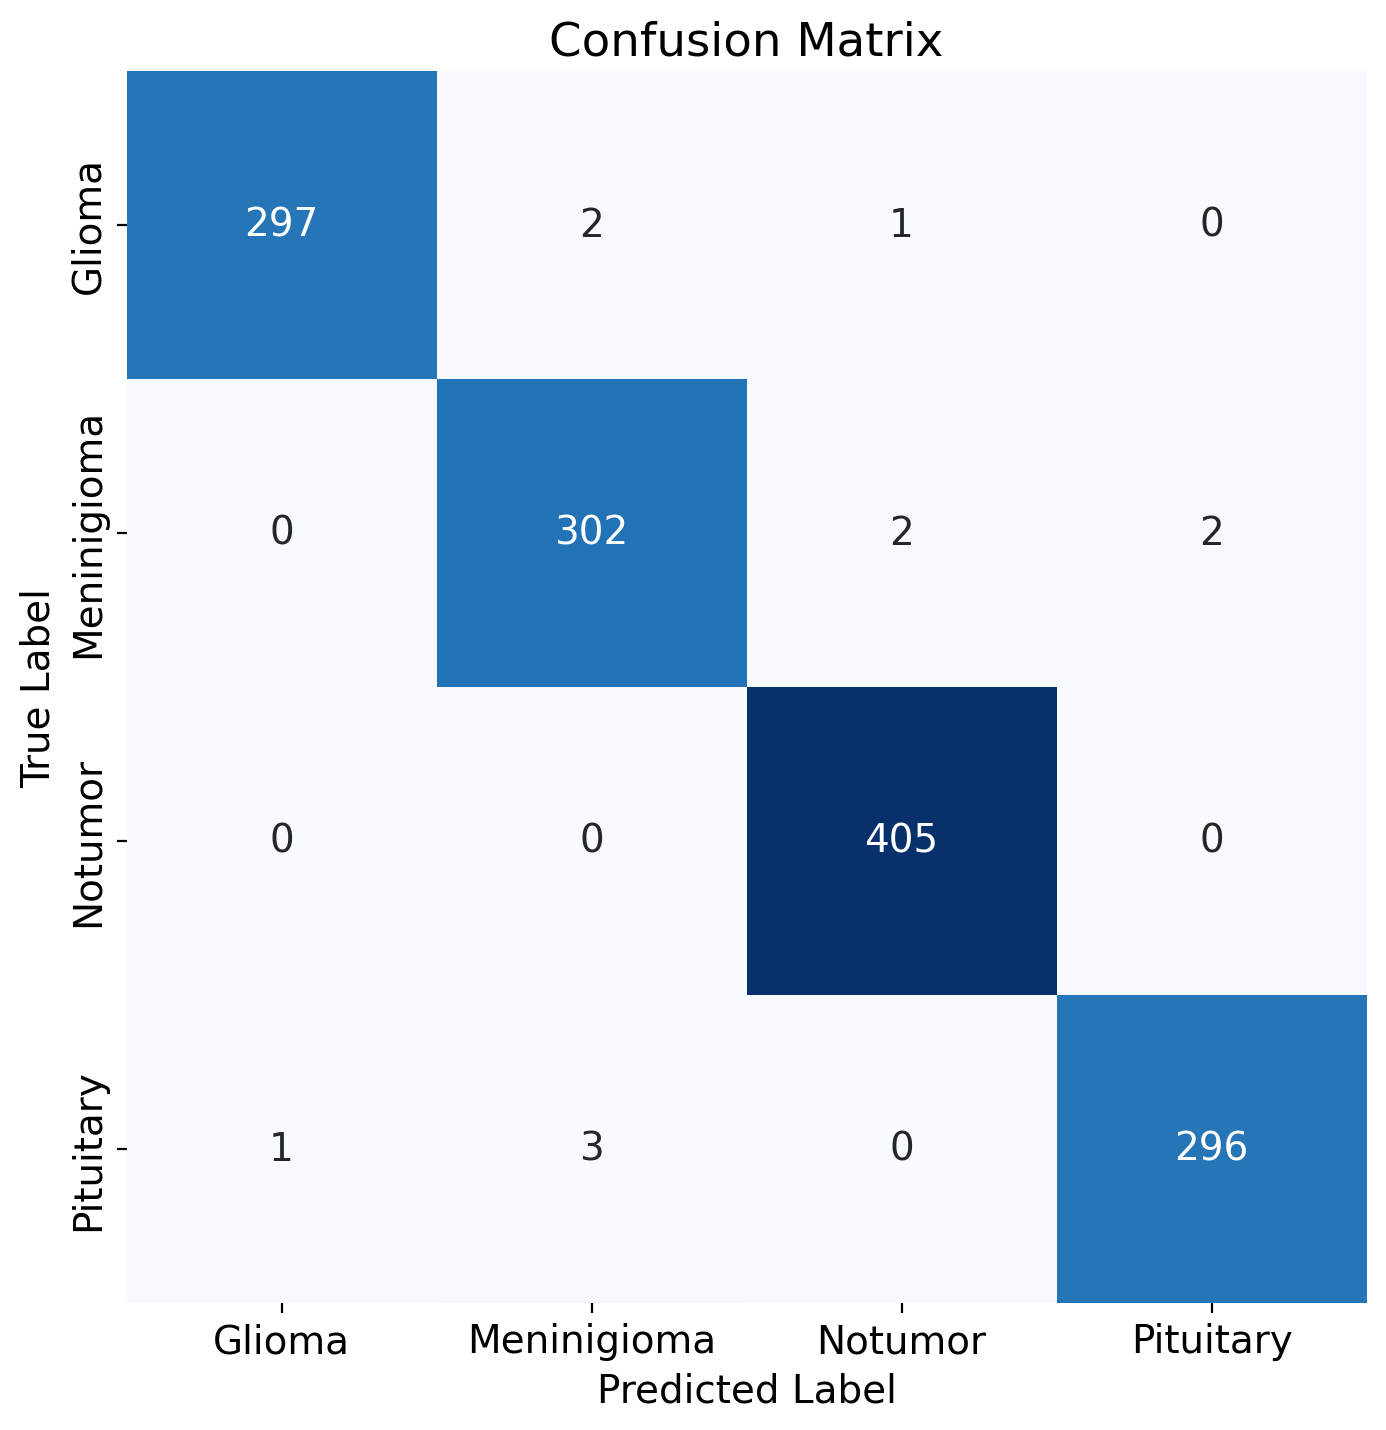 Confusion Matrix
True Label
Glioma
297 2 1 0
Meninigioma
0 302 2 2
Notumor
0 0 405 0
Pituitary
1 3 0 296
Glioma Meninigioma Notumor Pituitary
Predicted Label